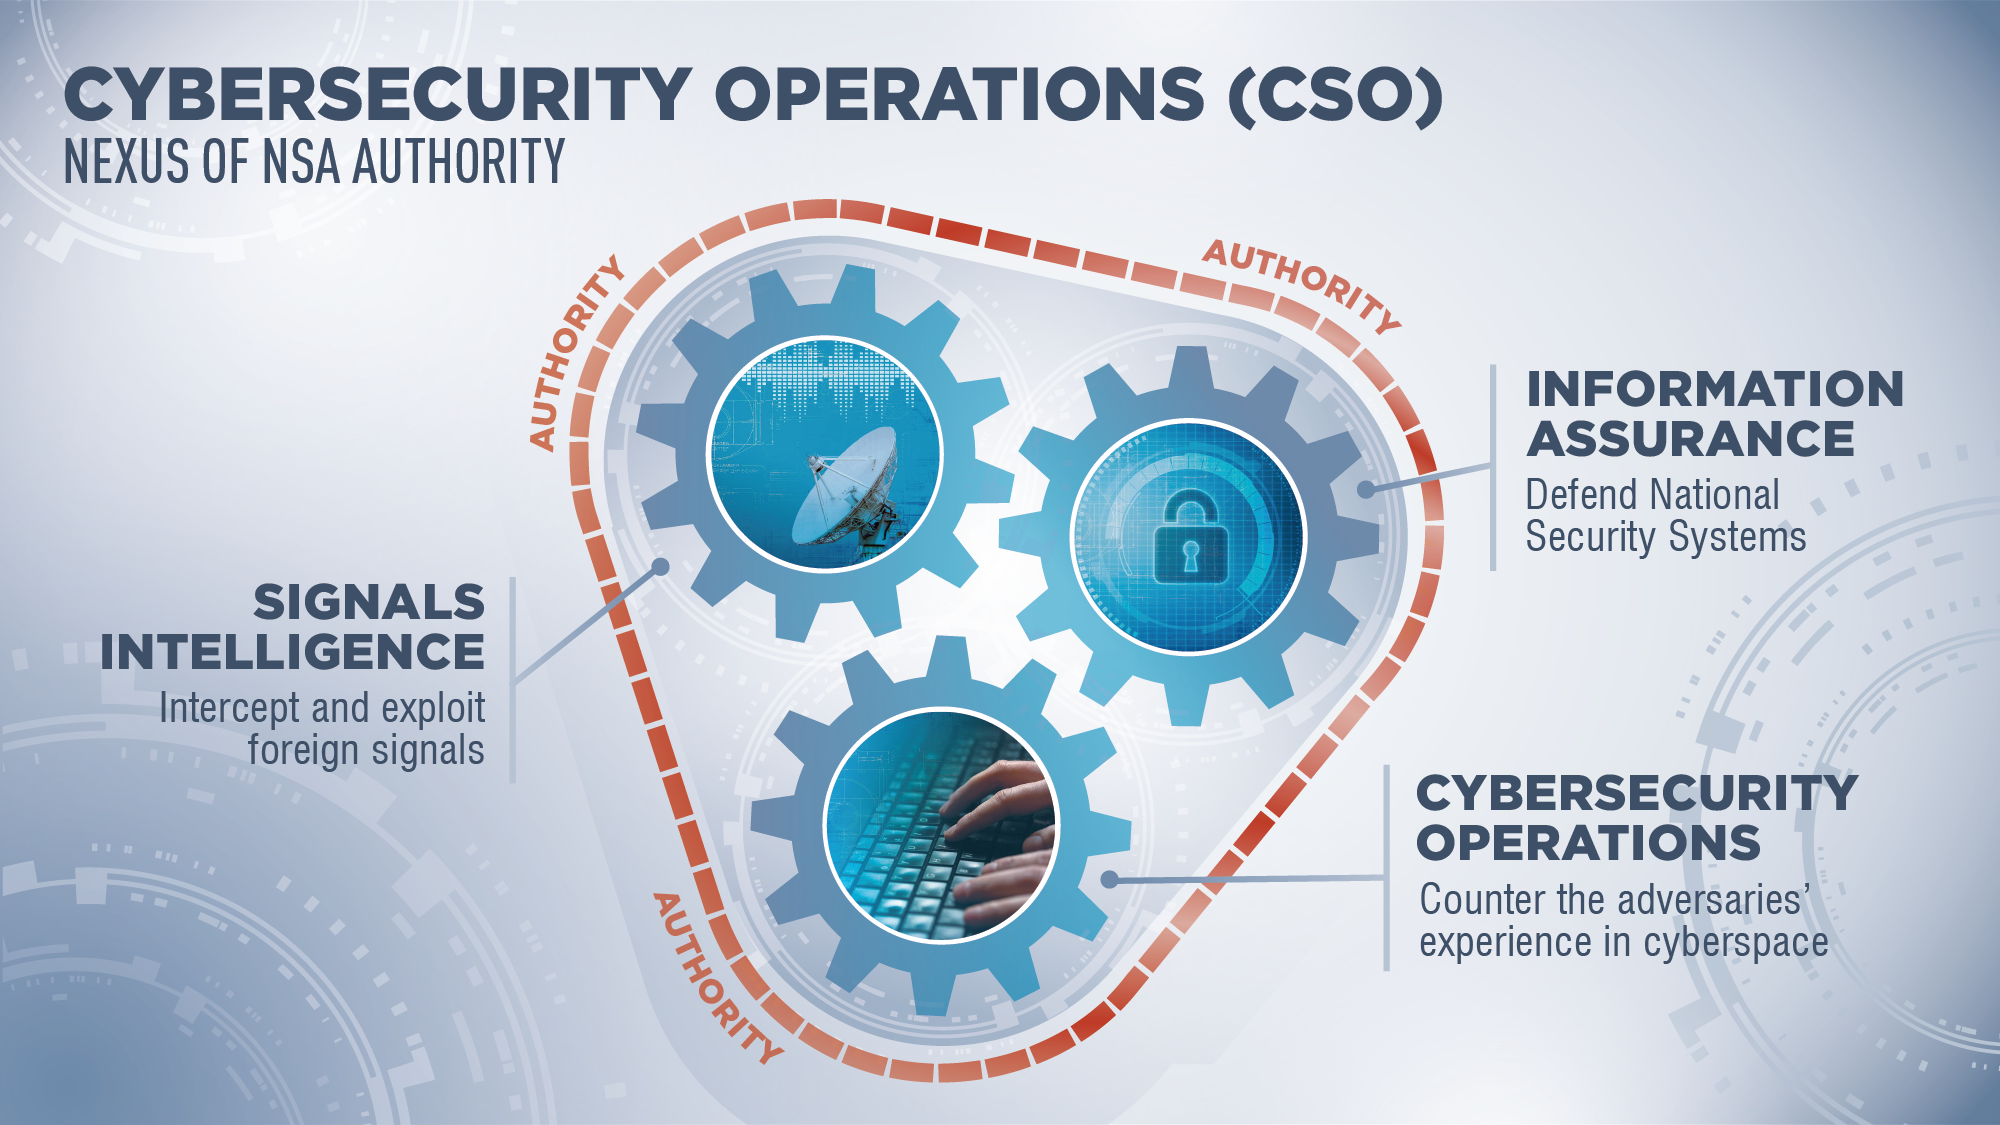 CYBERSECURITY OPERATIONS (CSO)
NEXUS OF NSA AUTHORITY
AUTHORITY
AUTHORITY
INFORMATION
ASSURANCE
Defend National
Security Systems
SIGNALS
INTELLIGENCE
Intercept and exploit
foreign signals
CYBERSECURITY
OPERATIONS
Counter the adversaries’
experience in cyberspace
AUTHORITY